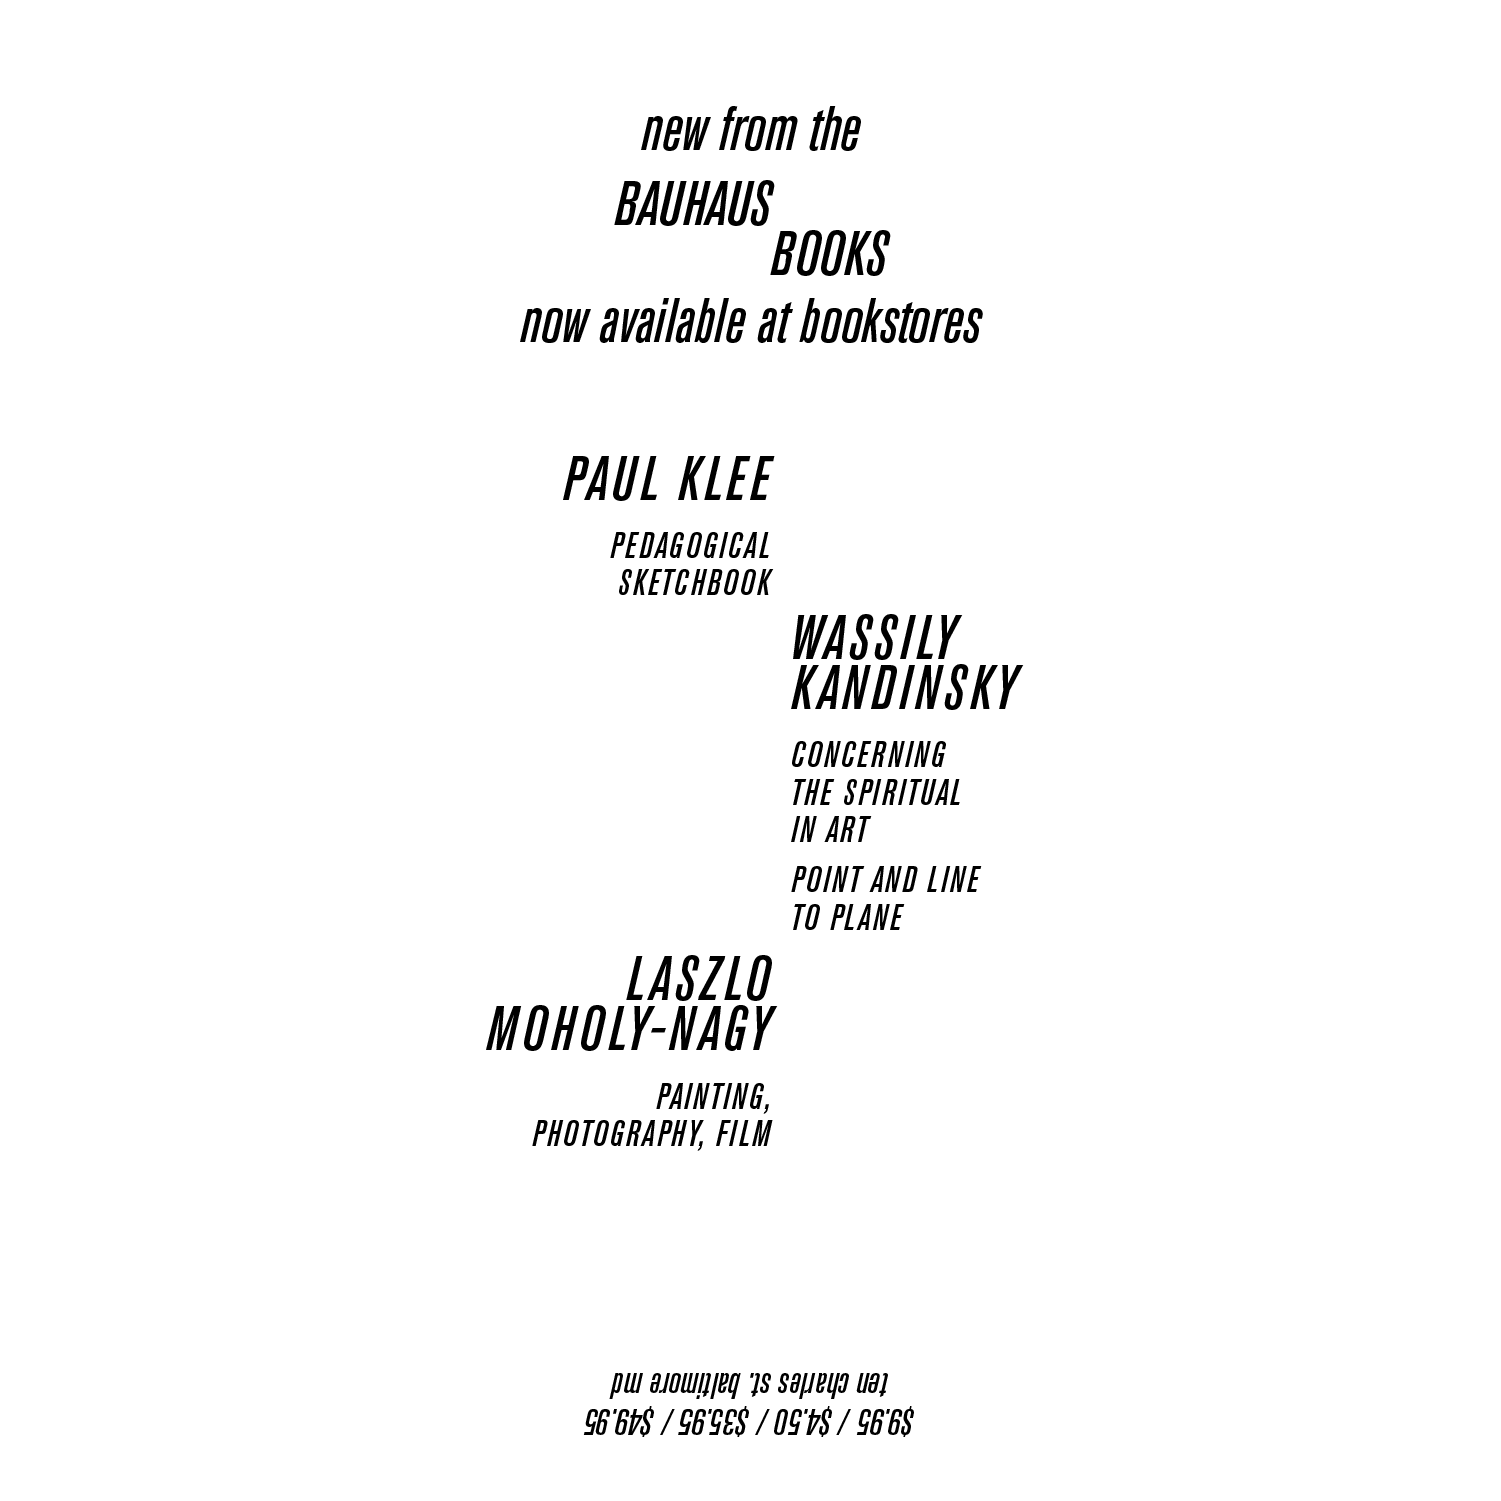 new from the
BAUHAUS
BOOKS
now available at bookstores
PAUL KLEE
PEDAGOGICAL
SKETCHBOOK
WASSILY
KANDINSKY
CONCERNING
THE SPIRITUAL
IN ART
POINT AND LINE
TO PLANE
LASZLO
MOHOLY-NAGY
PAINTING,
PHOTOGRAPHY, FILM
$9.95 / $4.50 / $35.95 / $49.95
ten charles st. baltimore md